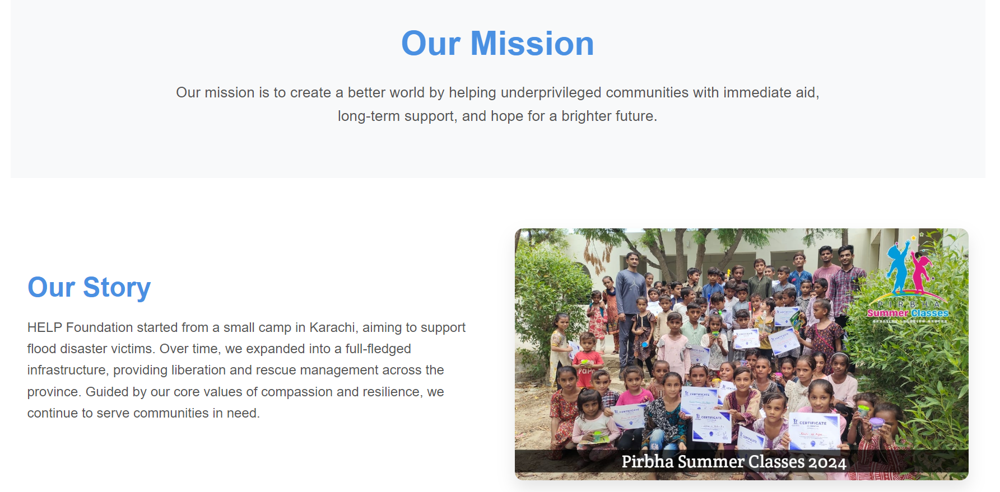 Our Mission
Our mission is to create a better world by helping underprivileged communities with immediate aid,
long-term support, and hope for a brighter future.
Our Story
HELP Foundation started from a small camp in Karachi, aiming to support
flood disaster victims. Over time, we expanded into a full-fledged
infrastructure, providing liberation and rescue management across the
province. Guided by our core values of compassion and resilience, we
continue to serve communities in need.
PIRBHA
Summer Classes
CERTIFICATE
CERTIFICATE
CERTIFICATE
CERTIFICATE
CERTIFICATE
Pirbha Summer Classes 2024